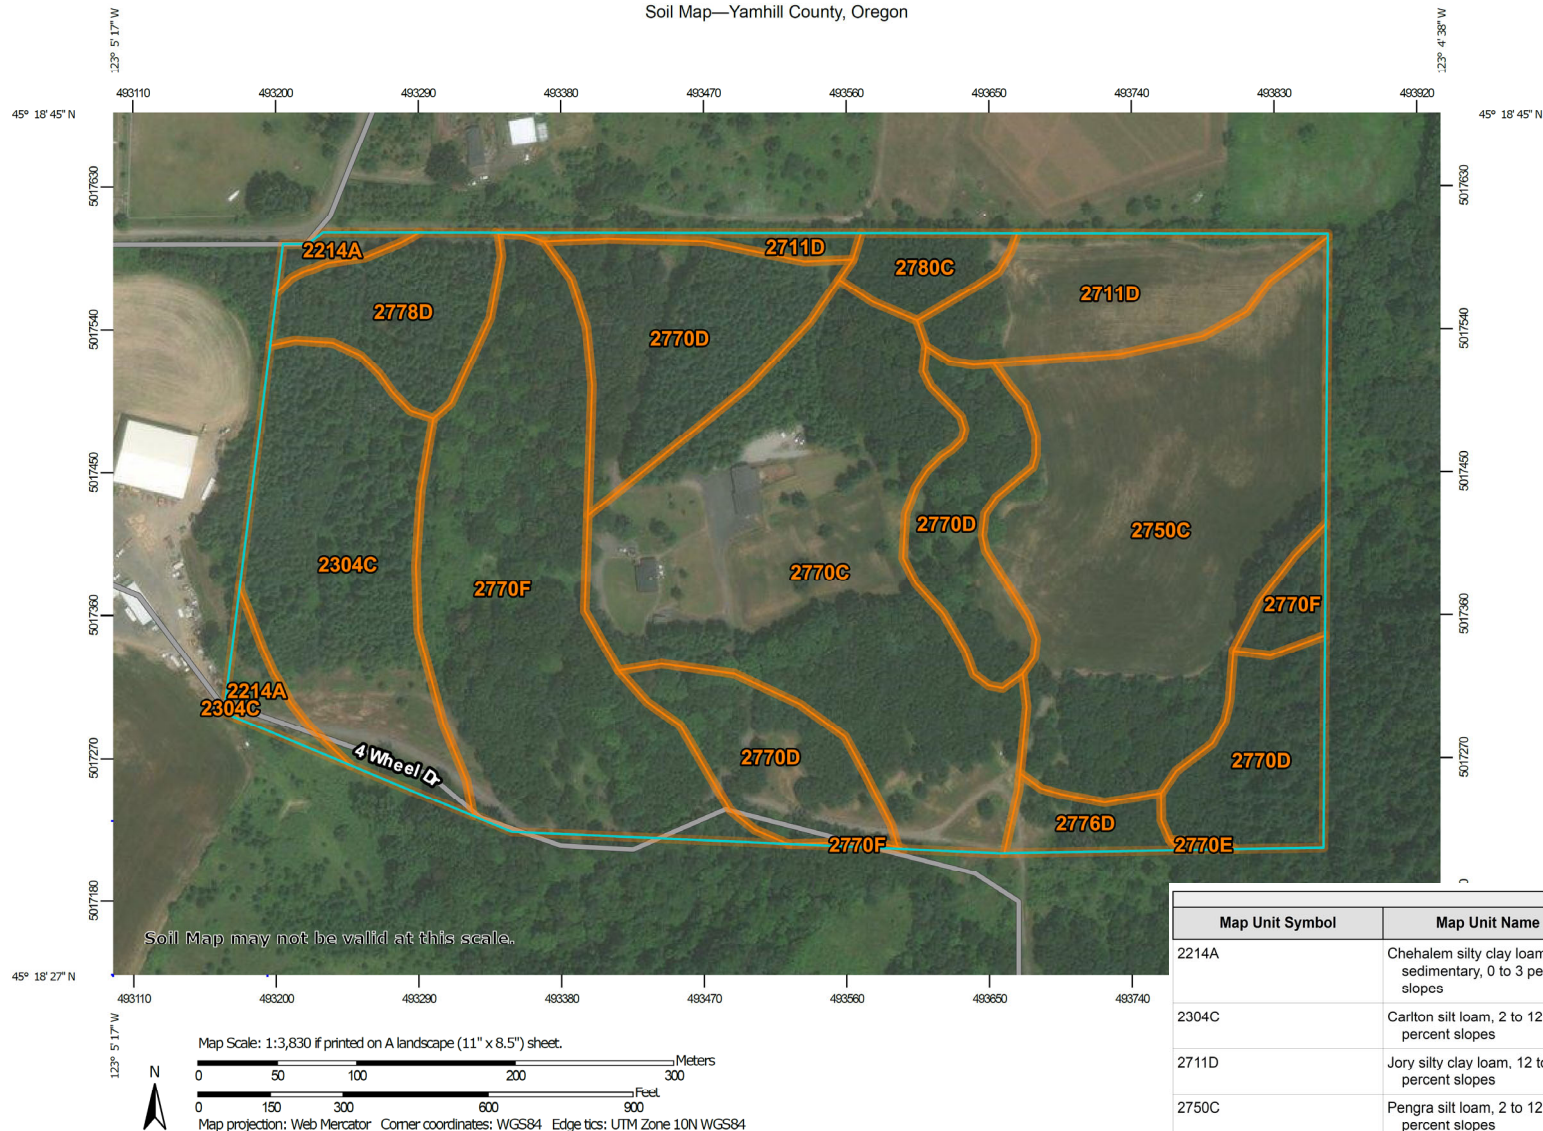 Soil Map—Yamhill County, Oregon
123° 5' 17" W
123° 4' 38" W
493110 493200 493290 493380 493470 493560 493650 493740 493830 493920
45° 18' 45" N
45° 18' 45" N
5017630
5017630
2214A
2711D
2780C
2711D
2778D
5017540
5017540
2770D
5017450
5017450
2770D
2750C
2304C
2770F
2770C
2770F
5017360
5017360
2214A
2304C
4 Wheel Dr
2770D
2770D
5017270
5017270
2776D
2770F
2770E
5017180
Soil Map may not be valid at this scale.
45° 18' 27" N
493110 493200 493290 493380 493470 493560 493650 493740
123° 5' 17" W
Map Unit Symbol Map Unit Name
2214A Chehalem silty clay loam
sedimentary, 0 to 3 pe
slopes
2304C Carlton silt loam, 2 to 12
percent slopes
2711D Jory silty clay loam, 12 to
percent slopes
2750C Pengra silt loam, 2 to 12
percent slopes
Map Scale: 1:3,830 if printed on A landscape (11" x 8.5") sheet.
Meters
0 50 100 200 300
Feet
0 150 300 600 900
N
Map projection: Web Mercator Corner coordinates: WGS84 Edge tics: UTM Zone 10N WGS84